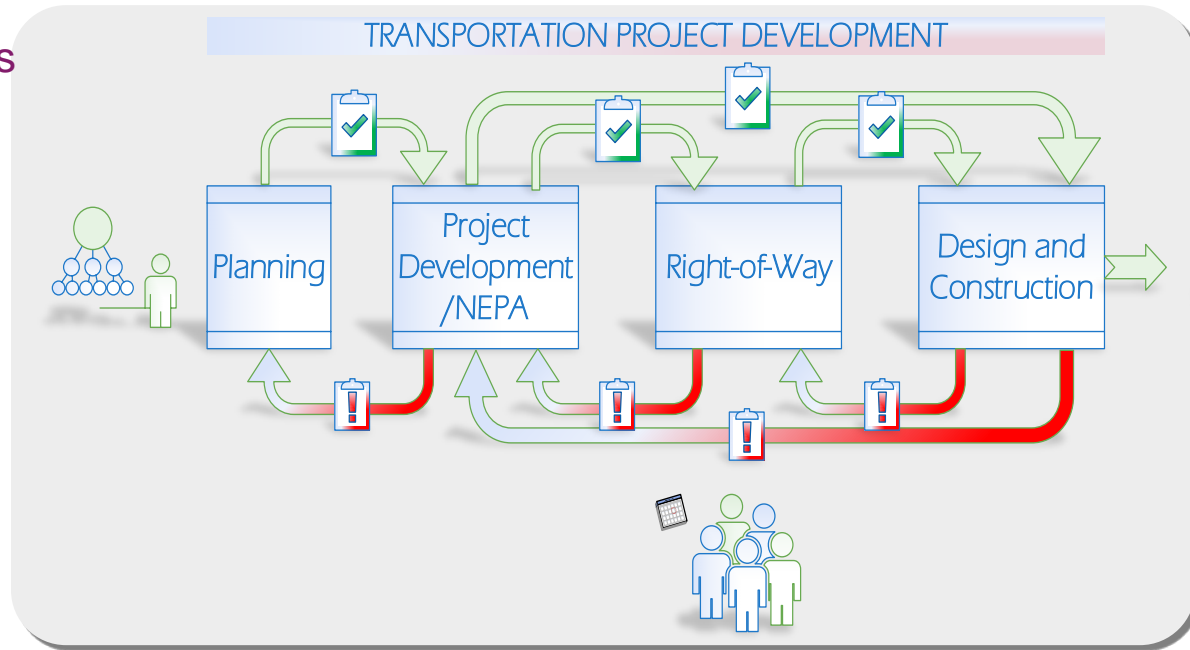 s
TRANSPORTATION PROJECT DEVELOPMENT
Planning
Project
Development
/NEPA
Right-of-Way
Design and
Construction